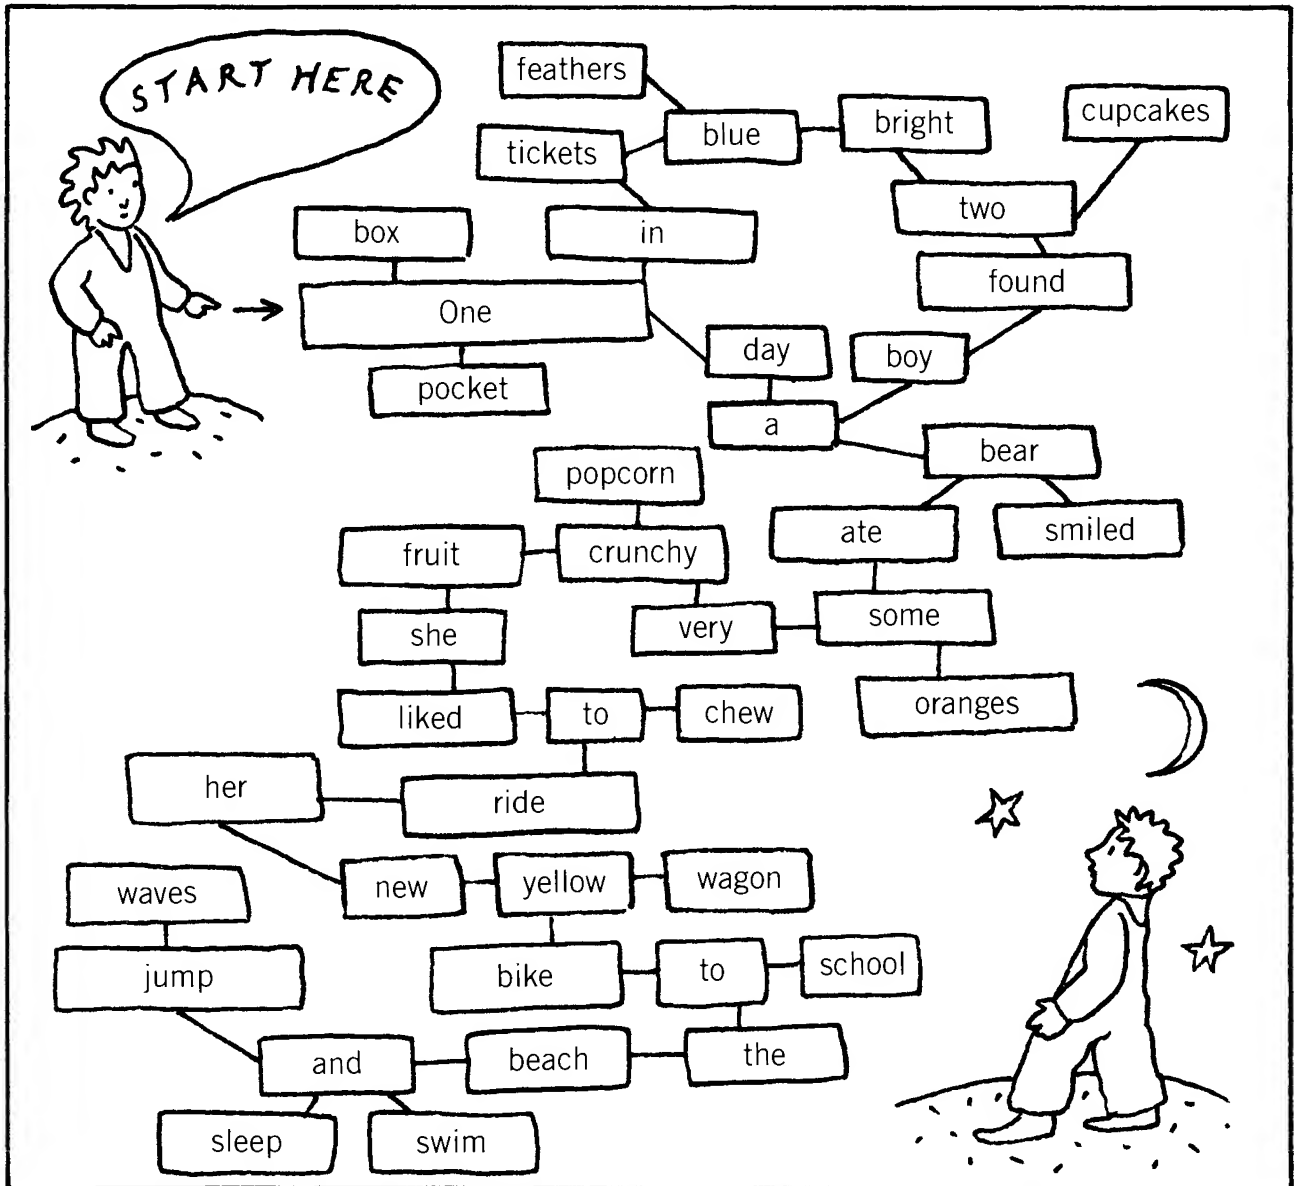 START HERE
feathers
cupcakes
bright
blue
tickets
two
box
in
found
One
day
boy
pocket
a
bear
popcorn
ate
smiled
fruit
crunchy
very
some
she
oranges
liked
to
chew
her
ride
new
yellow
wagon
waves
jump
bike
to
school
and
beach
the
sleep
swim